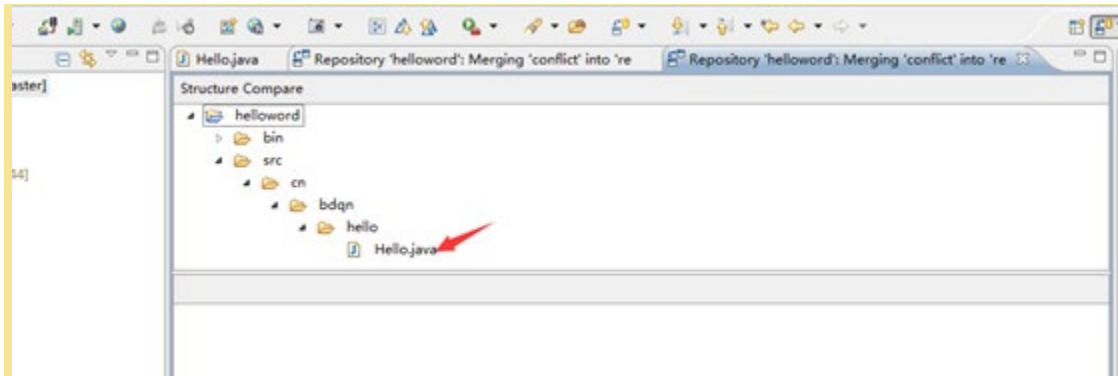 Hello.java Repository 'helloword': Merging 'conflict' into 're Repository 'helloword': Merging 'conflict' into 're
aster]
Structure Compare
helloword
bin
src
44]
cn
bdqn
hello
Hello.java